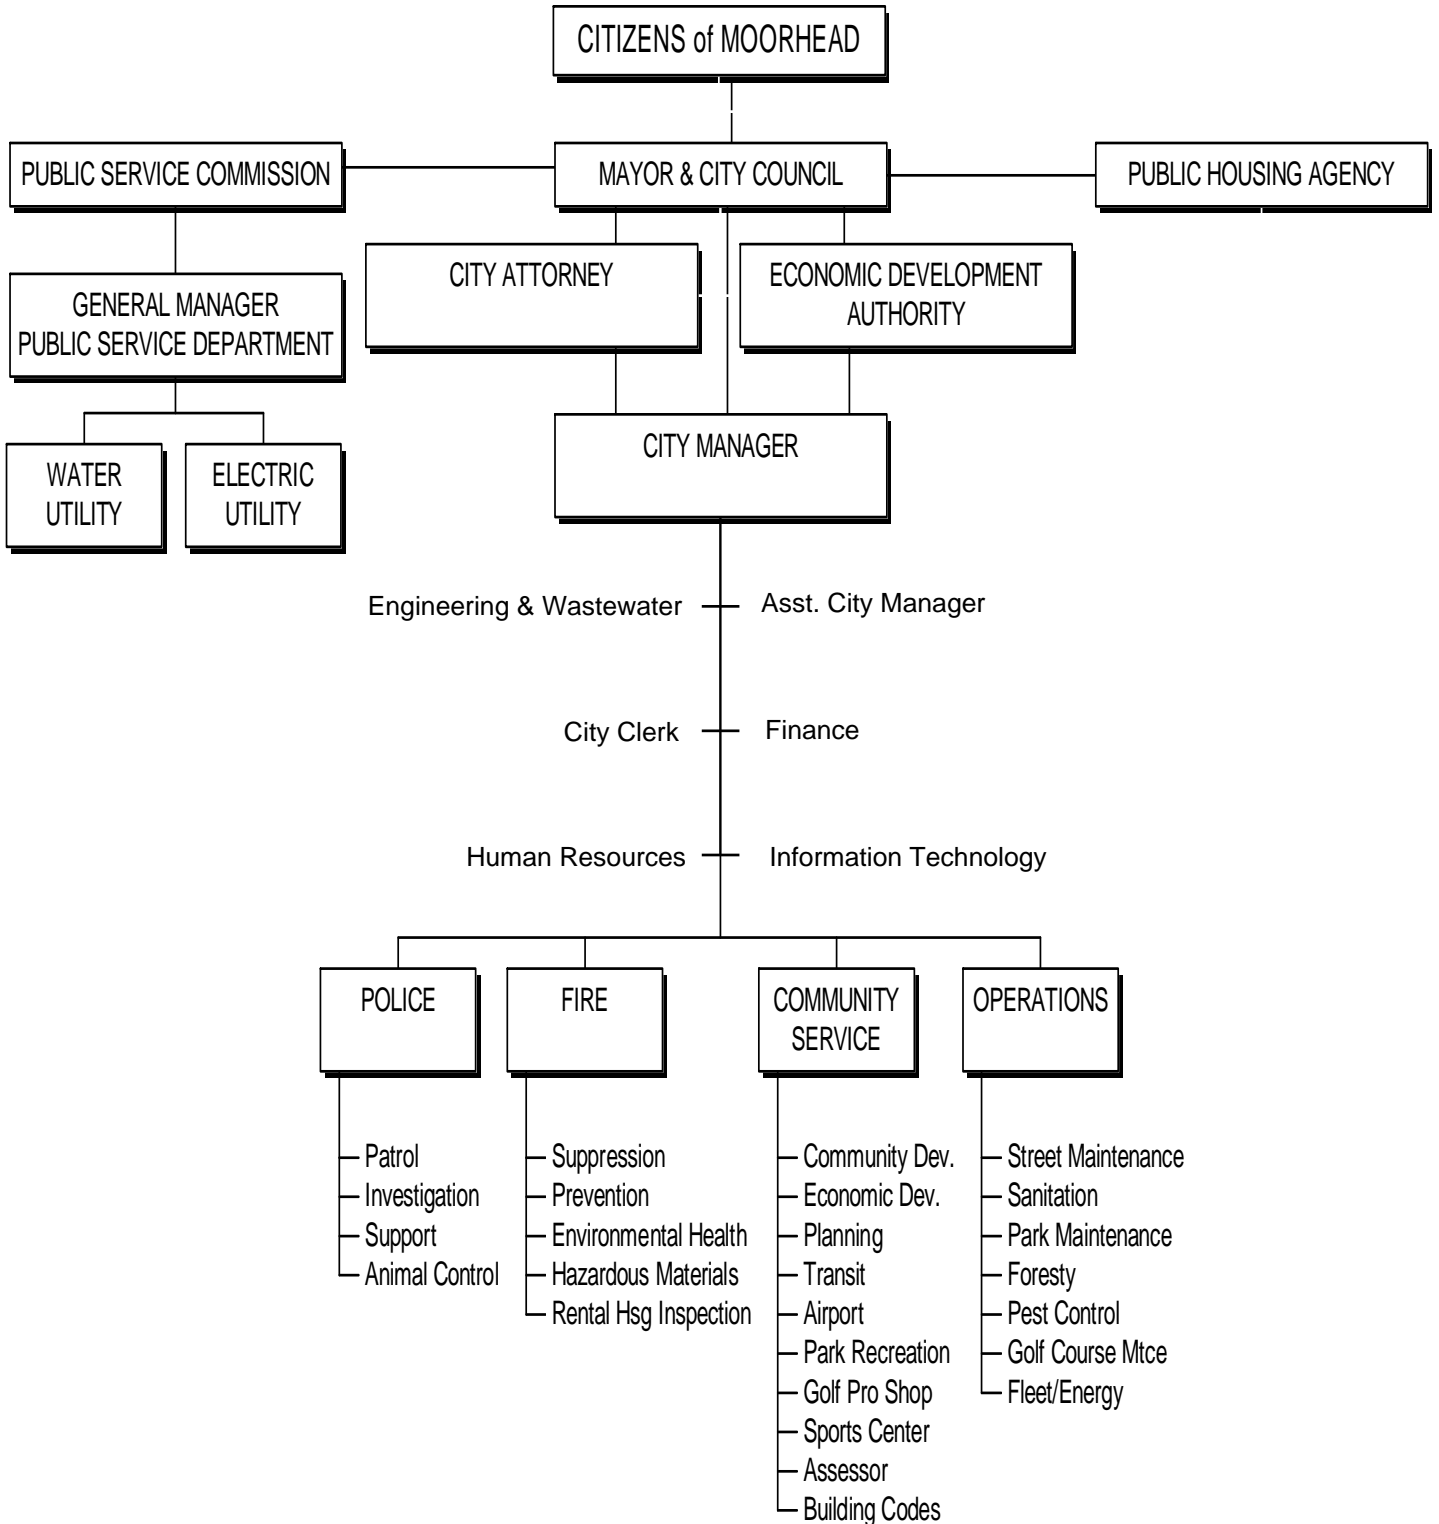 CITIZENS of MOORHEAD
PUBLIC SERVICE COMMISSION
MAYOR & CITY COUNCIL
PUBLIC HOUSING AGENCY
CITY ATTORNEY
ECONOMIC DEVELOPMENT
AUTHORITY
GENERAL MANAGER
PUBLIC SERVICE DEPARTMENT
CITY MANAGER
WATER
UTILITY
ELECTRIC
UTILITY
Engineering & Wastewater
Asst. City Manager
City Clerk
Finance
Human Resources
Information Technology
POLICE
Patrol
Investigation
Support
Animal Control
FIRE
Suppression
Prevention
Environmental Health
Hazardous Materials
Rental Hsg Inspection
COMMUNITY
SERVICE
Community Dev.
Economic Dev.
Planning
Transit
Airport
Park Recreation
Golf Pro Shop
Sports Center
Assessor
Building Codes
OPERATIONS
Street Maintenance
Sanitation
Park Maintenance
Foresty
Pest Control
Golf Course Mtce
Fleet/Energy